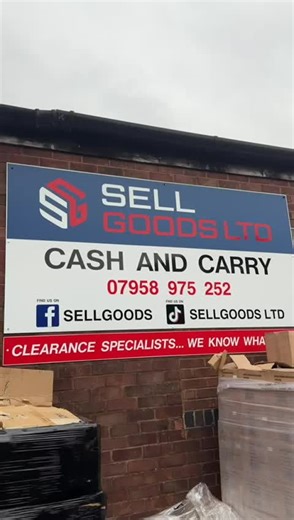 SELL
GOODS LTD
CASH AND CARRY
07958 975 252
FIND US ON
SELLGOODS
FIND US ON
SELLGOODS LTD
· CLEARANCE SPECIALISTS... WE KNOW WHA